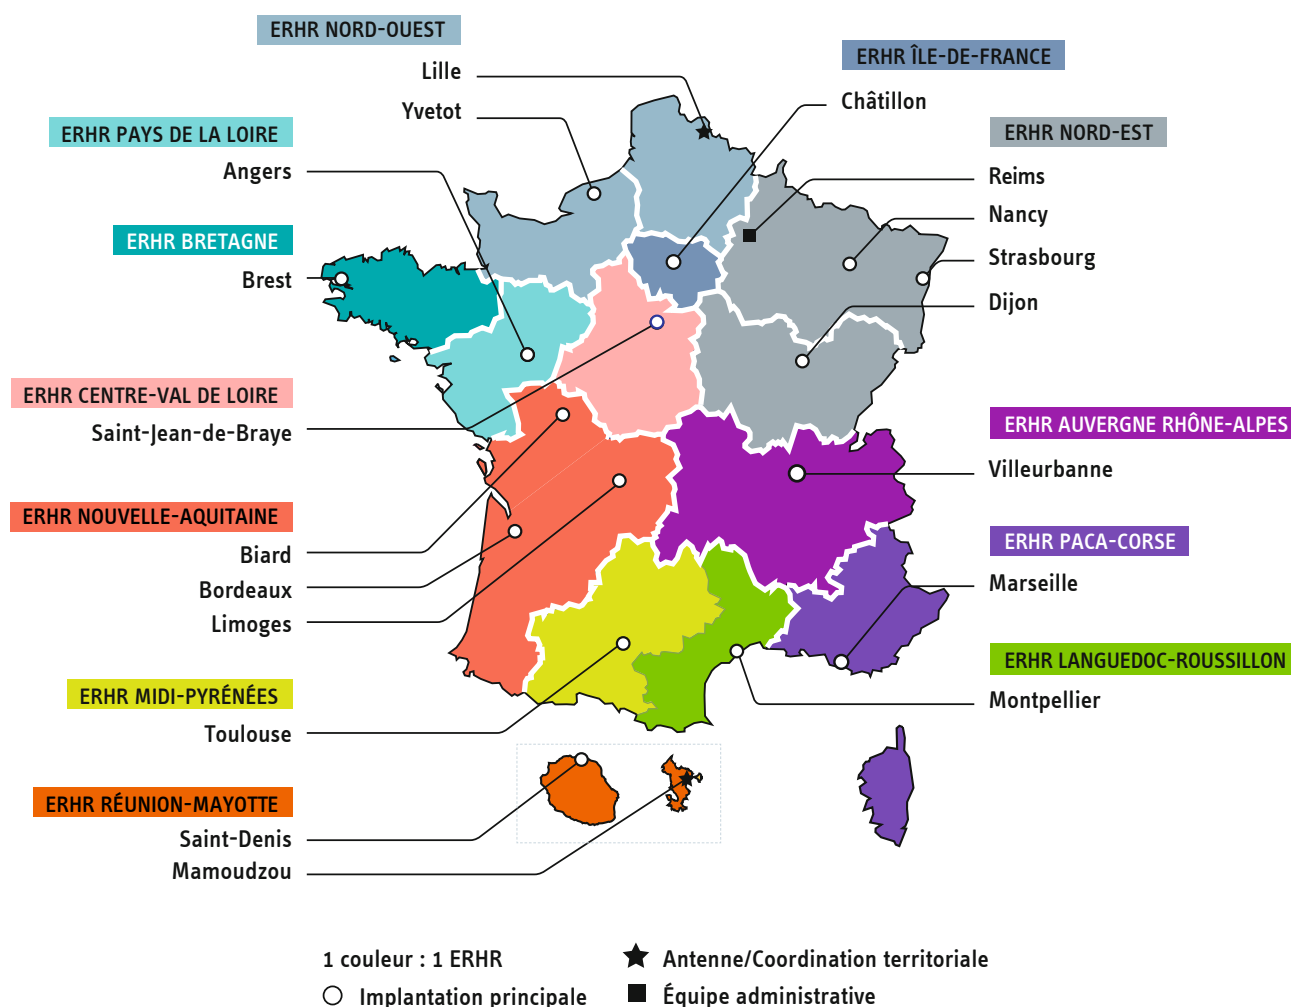 ERHR NORD-OUEST
Lille
Yvetot
ERHR PAYS DE LA LOIRE
Angers
ERHR BRETAGNE
Brest
ERHR CENTRE-VAL DE LOIRE
Saint-Jean-de-Braye
ERHR NOUVELLE-AQUITAINE
Biard
Bordeaux
Limoges
ERHR MIDI-PYRÉNÉES
Toulouse
ERHR RÉUNION-MAYOTTE
Saint-Denis
Mamoudzou
ERHR ÎLE-DE-FRANCE
Châtillon
ERHR NORD-EST
Reims
Nancy
Strasbourg
Dijon
ERHR AUVERGNE RHÔNE-ALPES
Villeurbanne
ERHR PACA-CORSE
Marseille
ERHR LANGUEDOC-ROUSSILLON
Montpellier
1 couleur : 1 ERHR
Implantation principale
Antenne/Coordination territoriale
Équipe administrative